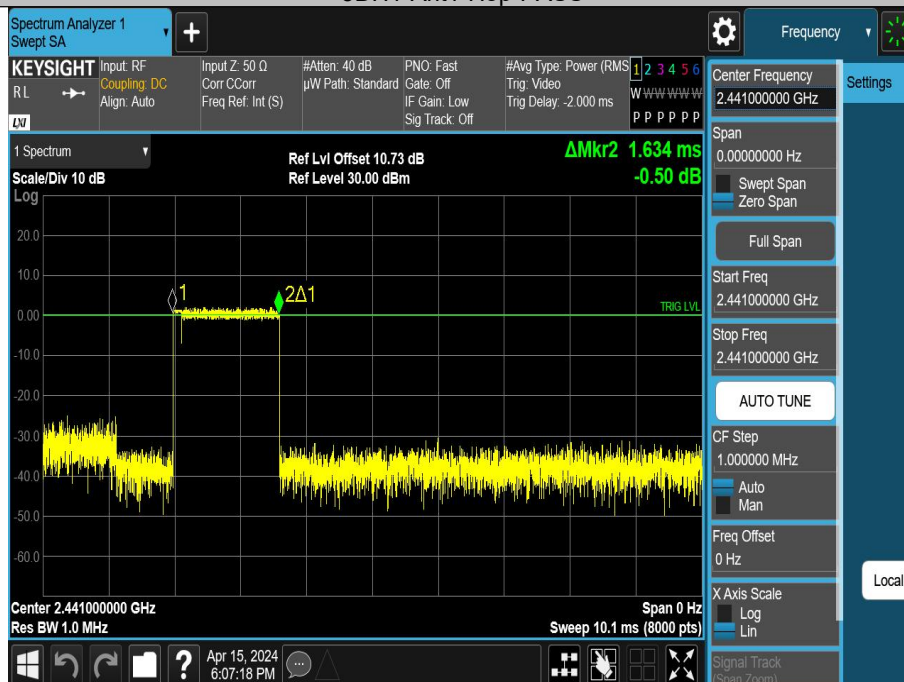 Spectrum Analyzer 1
Swept SA
Frequency
KEYSIGHT
R L
LXI
Input: RF
Coupling: DC
Align: Auto
Input Z: 50 Ω
Corr CCorr
Freq Ref: Int (S)
#Atten: 40 dB
µW Path: Standard
PNO: Fast
Gate: Off
IF Gain: Low
Sig Track: Off
#Avg Type: Power (RMS
Trig: Video
Trig Delay: -2.000 ms
1 2 3 4 5 6
W W W W W W
P P P P P P
Center Frequency
2.441000000 GHz
Settings
1 Spectrum
Scale/Div 10 dB
Log
Ref Lvl Offset 10.73 dB
Ref Level 30.00 dBm
ΔMkr2 1.634 ms
-0.50 dB
Span
0.00000000 Hz
Swept Span
Zero Span
Full Span
Start Freq
2.441000000 GHz
Stop Freq
2.441000000 GHz
AUTO TUNE
CF Step
1.000000 MHz
Auto
Man
Freq Offset
0 Hz
X Axis Scale
Log
Lin
Signal Track
(Span Zoom)
Local
20.0
10.0
0.00
-10.0
-20.0
-30.0
-40.0
-50.0
-60.0
1
2Δ1
TRIG LVL
Center 2.441000000 GHz
Res BW 1.0 MHz
Span 0 Hz
Sweep 10.1 ms (8000 pts)
Apr 15, 2024
6:07:18 PM